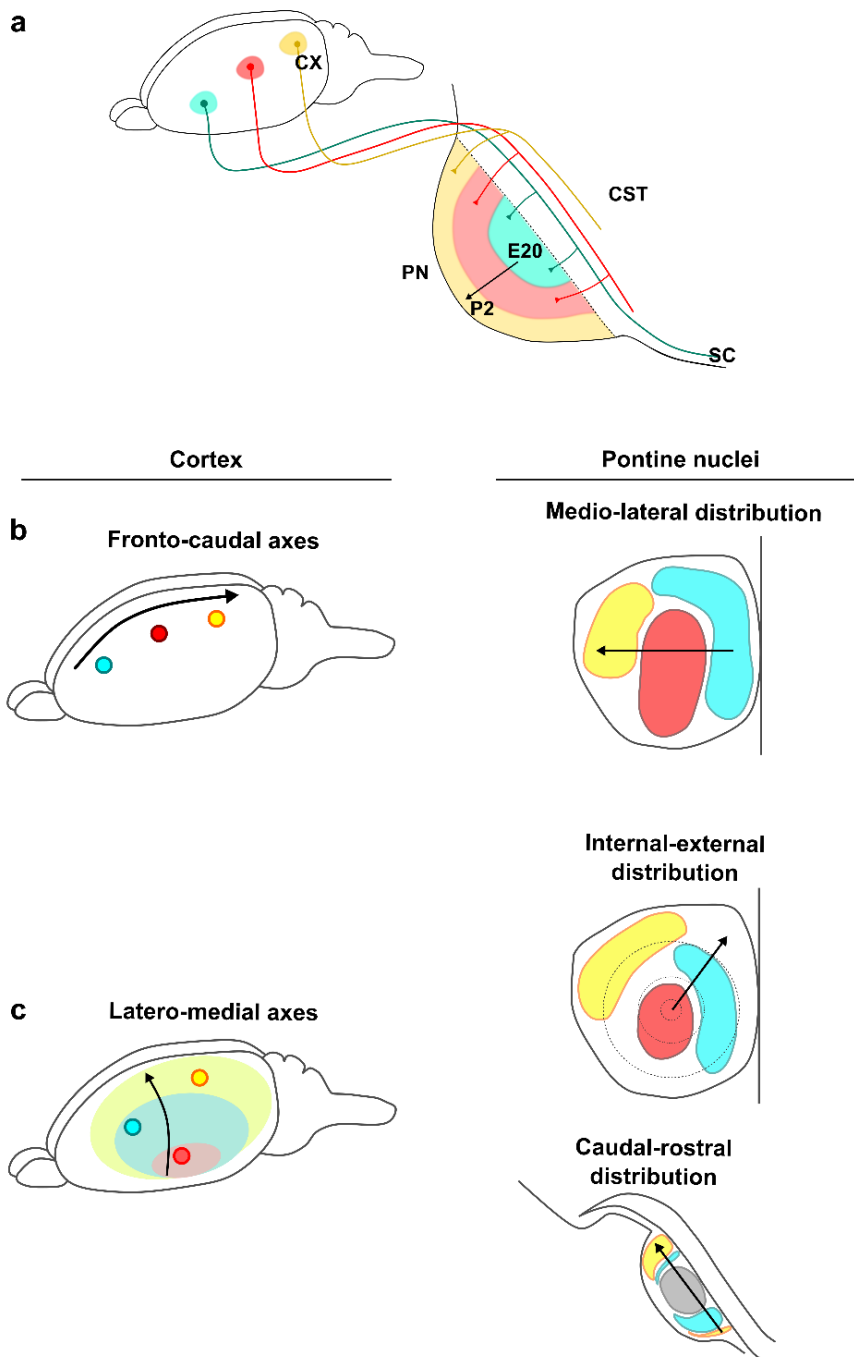 a
CX
CST
E20
PN
P2
SC
Cortex
Pontine nuclei
b
Fronto-caudal axes
Medio-lateral distribution
Internal-external
distribution
c
Latero-medial axes
Caudal-rostral
distribution